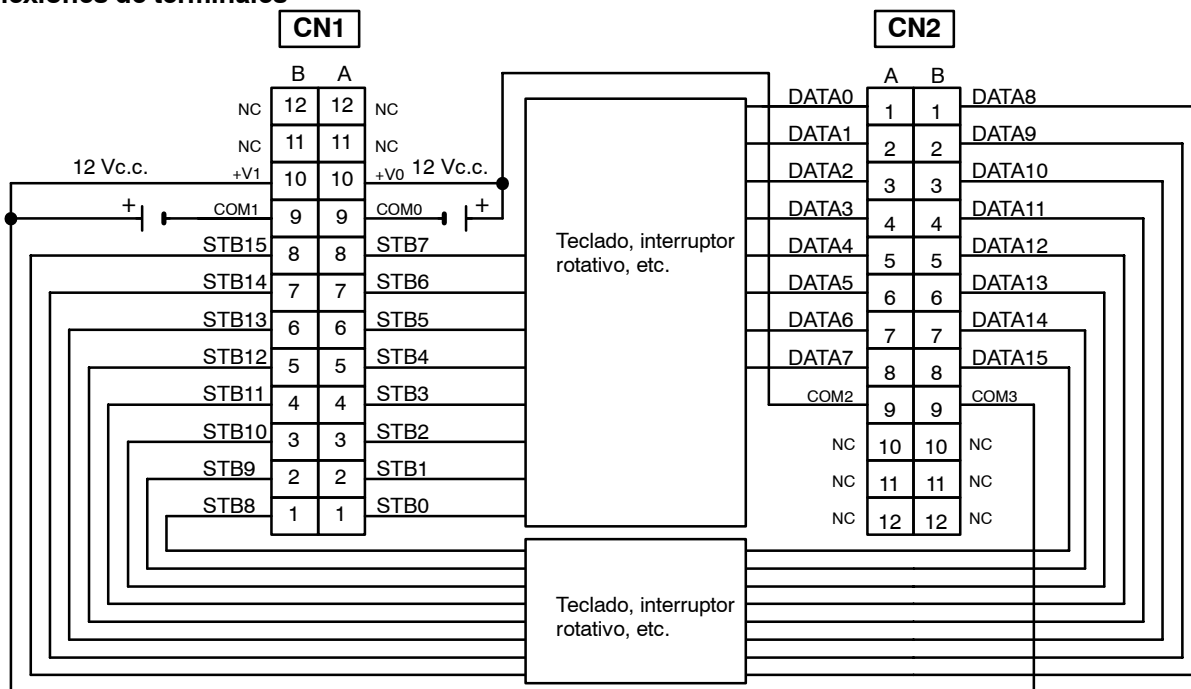 nexiones de terminales
CN1
CN2
B A
A B
NC 12 12 NC
NC 11 11 NC
12 Vc.c. +V1 10 10 +V0 12 Vc.c.
+ COM1 9 9 COM0 +
STB15 8 8 STB7
STB14 7 7 STB6
STB13 6 6 STB5
STB12 5 5 STB4
STB11 4 4 STB3
STB10 3 3 STB2
STB9 2 2 STB1
STB8 1 1 STB0
Teclado, interruptor
rotativo, etc.
DATA0 1 1 DATA8
DATA1 2 2 DATA9
DATA2 3 3 DATA10
DATA3 4 4 DATA11
DATA4 5 5 DATA12
DATA5 6 6 DATA13
DATA6 7 7 DATA14
DATA7 8 8 DATA15
COM2 9 9 COM3
NC 10 10 NC
NC 11 11 NC
NC 12 12 NC
Teclado, interruptor
rotativo, etc.